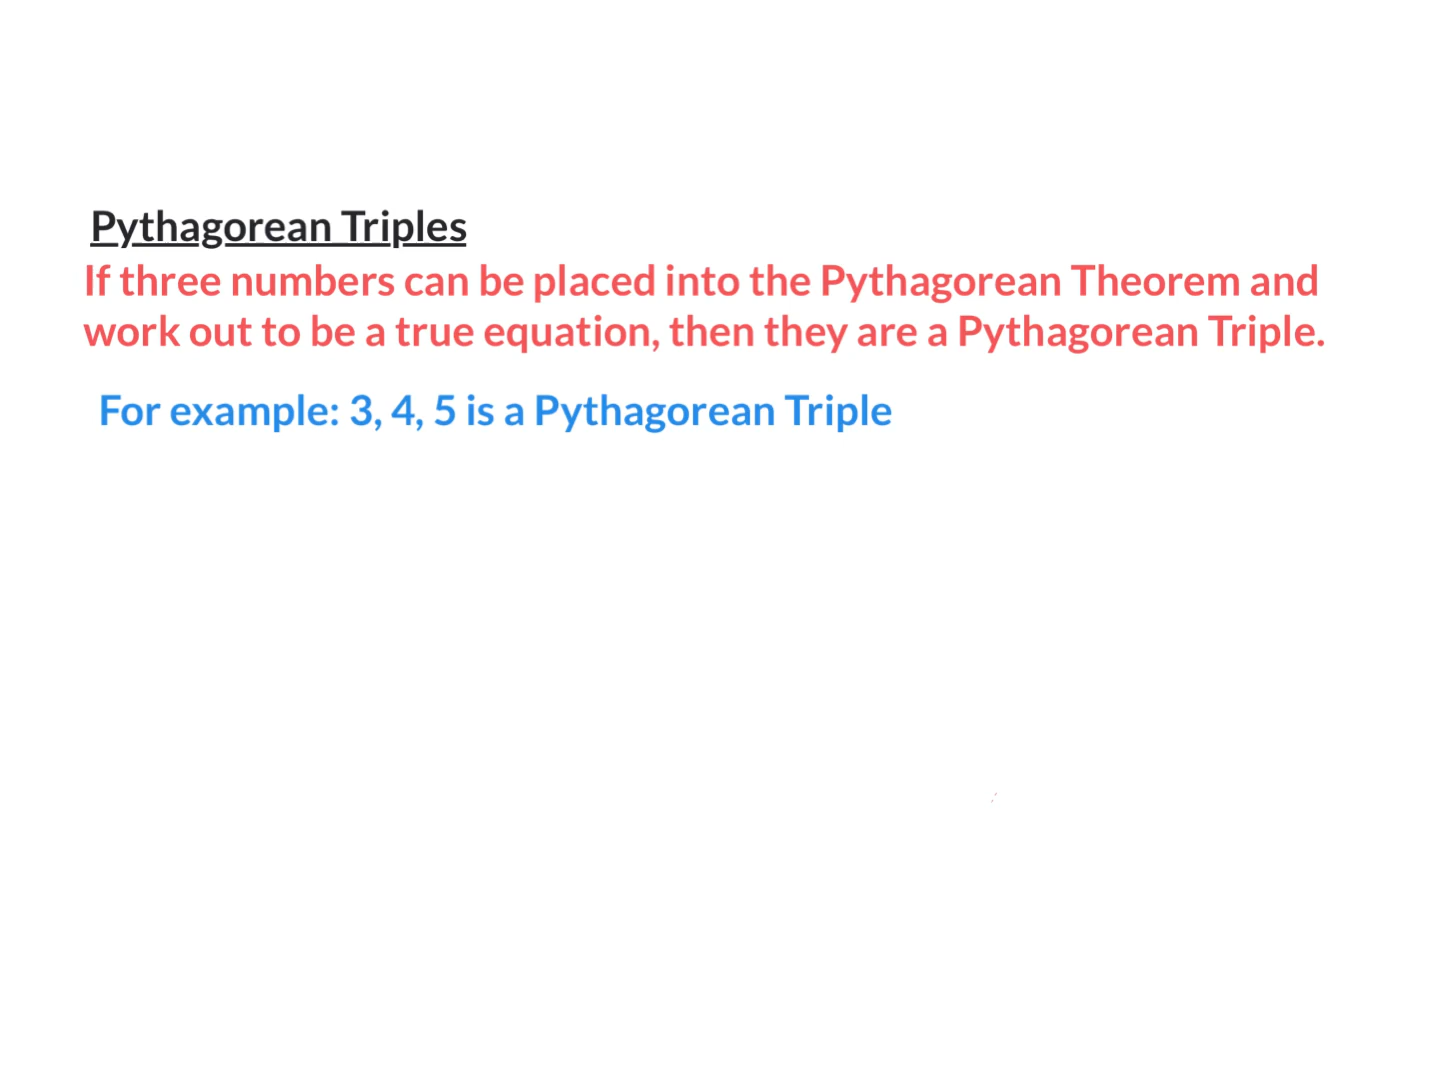 Pythagorean Triples
If three numbers can be placed into the Pythagorean Theorem and
work out to be a true equation, then they are a Pythagorean Triple.
For example: 3, 4, 5 is a Pythagorean Triple